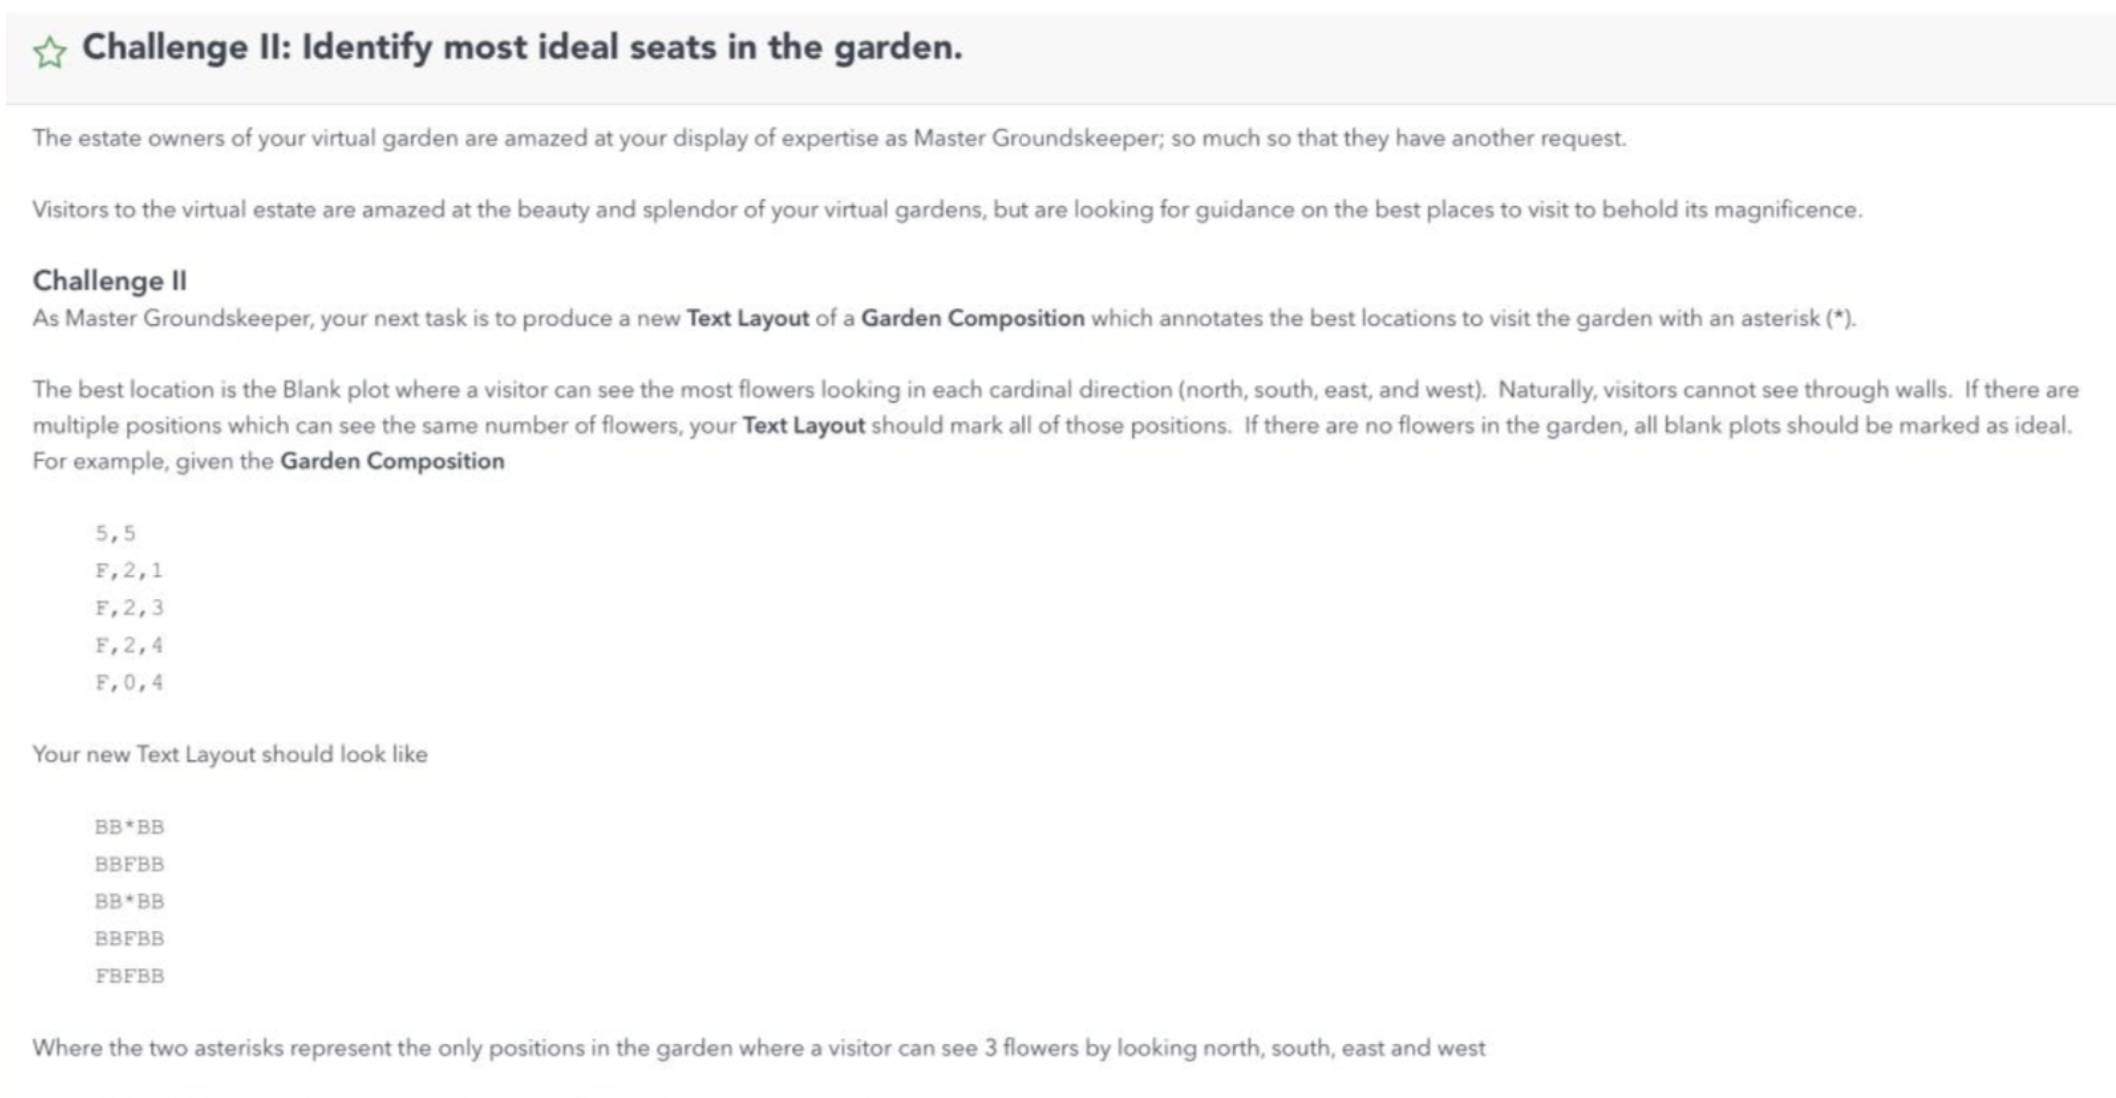 Challenge II: Identify most ideal seats in the garden.
The estate owners of your virtual garden are amazed at your display of expertise as Master Groundskeeper; so much so that they have another request.
Visitors to the virtual estate are amazed at the beauty and splendor of your virtual gardens, but are looking for guidance on the best places to visit to behold its magnificence.
Challenge II
As Master Groundskeeper, your next task is to produce a new Text Layout of a Garden Composition which annotates the best locations to visit the garden with an asterisk (*).
The best location is the Blank plot where a visitor can see the most flowers looking in each cardinal direction (north, south, east, and west). Naturally, visitors cannot see through walls. If there are
multiple positions which can see the same number of flowers, your Text Layout should mark all of those positions. If there are no flowers in the garden, all blank plots should be marked as ideal.
For example, given the Garden Composition
5,5
F,2,1
F,2,3
F,2,4
F,0,4
Your new Text Layout should look like
BB*BB
BBFBB
BB*BB
BBFBB
FBFBB
Where the two asterisks represent the only positions in the garden where a visitor can see 3 flowers by looking north, south, east and west